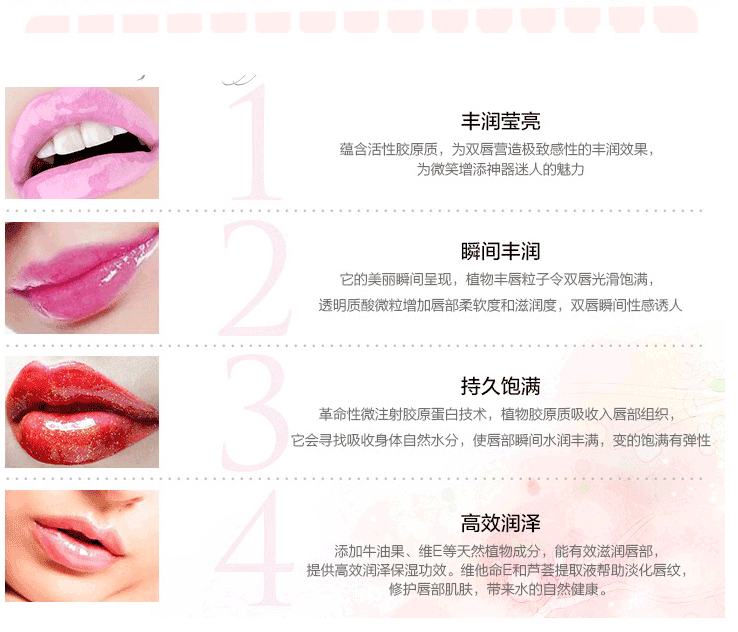 1
丰润莹亮
蕴含活性胶原质，为双唇营造极致感性的丰润效果，
为微笑增添神器迷人的魅力
2
瞬间丰润
它的美丽瞬间呈现，植物丰唇粒子令双唇光滑饱满，
透明质酸微粒增加唇部柔软度和滋润度，双唇瞬间性感诱人
3
持久饱满
革命性微注射胶原蛋白技术，植物胶原质吸收入唇部组织，
它会寻找吸收身体自然水分，使唇部瞬间水润丰满，变的饱满有弹性
4
高效润泽
添加牛油果、维E等天然植物成分，能有效滋润唇部，
提供高效润泽保湿功效。维他命E和芦荟提取液帮助淡化唇纹，
修护唇部肌肤，带来水的自然健康。